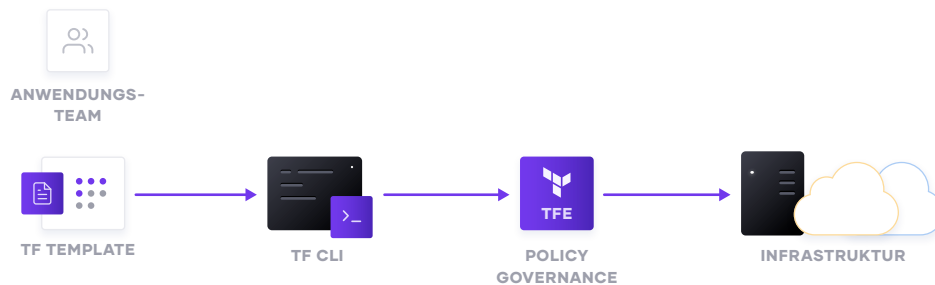 ANWENDUNGS-
TEAM
TF TEMPLATE
TF CLI
TFE
POLICY
GOVERNANCE
INFRASTRUKTUR